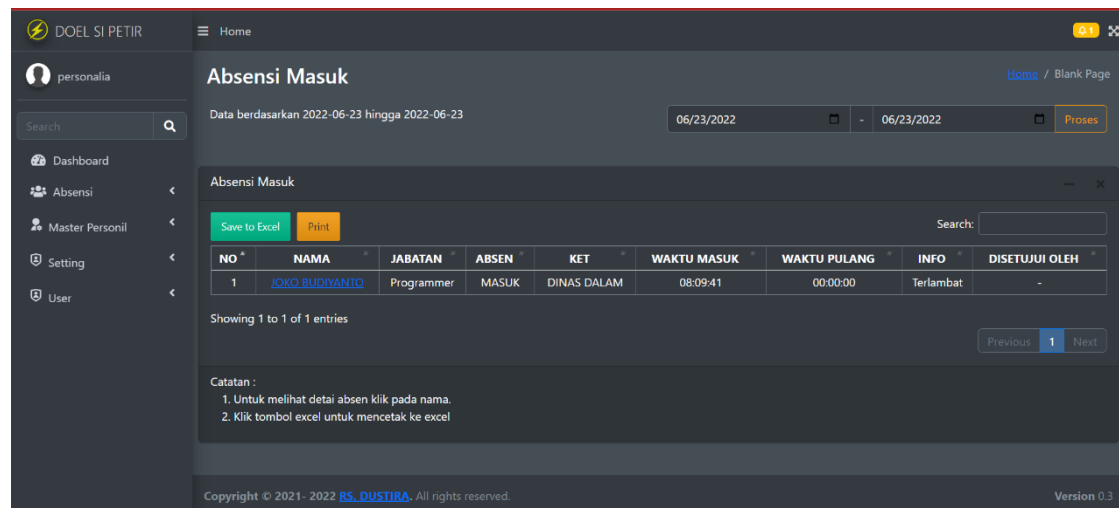 DOEL SI PETIR
Home
1
personalia
Absensi Masuk
Home / Blank Page
Data berdasarkan 2022-06-23 hingga 2022-06-23
06/23/2022 - 06/23/2022 Proses
Search
Dashboard
Absensi
Master Personil
Setting
User
Absensi Masuk
Save to Excel Print
Search:
NO NAMA JABATAN ABSEN KET WAKTU MASUK WAKTU PULANG INFO DISETUJUI OLEH
1 JOKO BUDIYANTO Programmer MASUK DINAS DALAM 08:09:41 00:00:00 Terlambat -
Showing 1 to 1 of 1 entries
Previous 1 Next
Catatan :
1. Untuk melihat detai absen klik pada nama.
2. Klik tombol excel untuk mencetak ke excel
Copyright © 2021- 2022 RS. DUSTIRA. All rights reserved.
Version 0.3